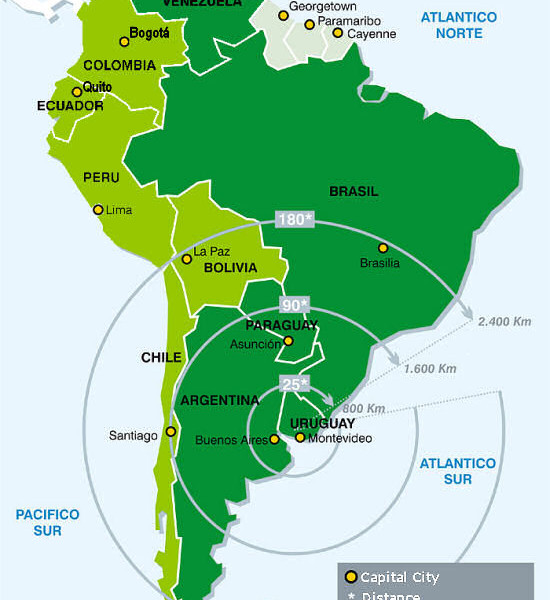 VENEZUELA
Georgetown
Paramaribo
Cayenne
ATLANTICO
NORTE
Bogotá
COLOMBIA
Quito
ECUADOR
PERU
Lima
BRASIL
180*
La Paz
BOLIVIA
Brasilia
90*
2.400 Km
PARAGUAY
Asunción
CHILE
1.600 Km
25*
ARGENTINA
800 Km
URUGUAY
Santiago
Buenos Aires
Montevideo
ATLANTICO
SUR
PACIFICO
SUR
Capital City
* Distance